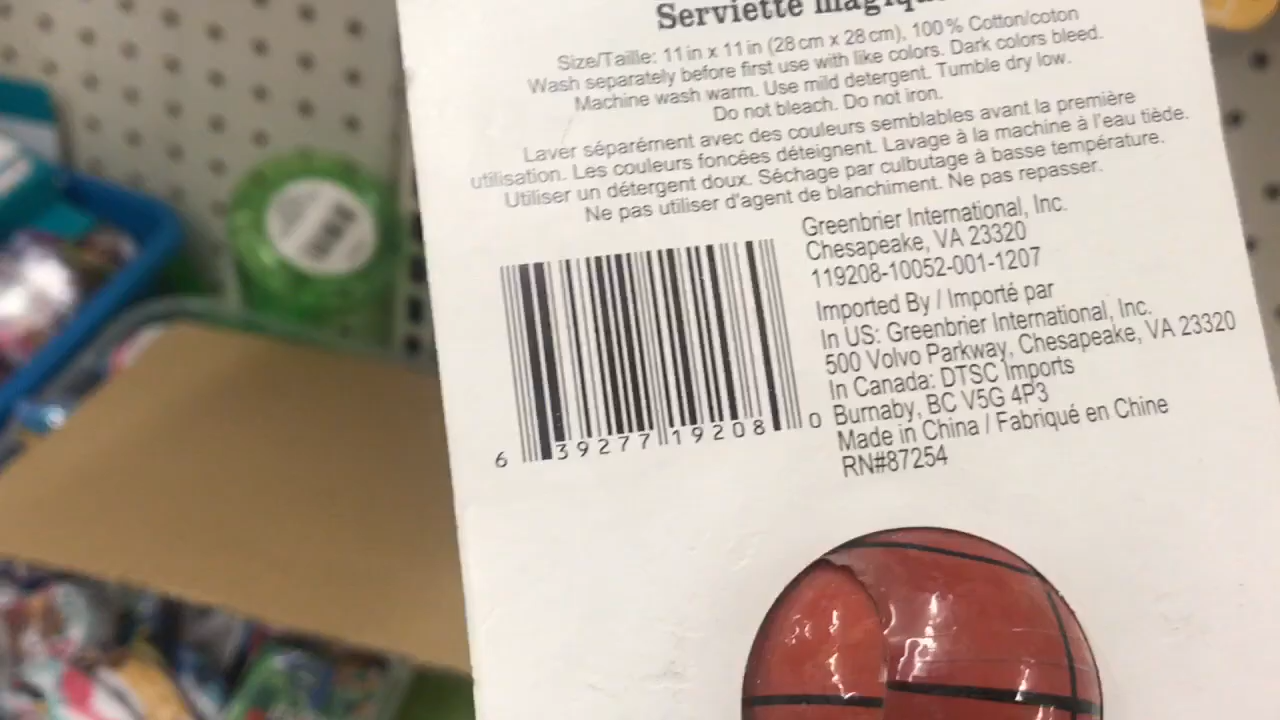 Serviette magique
Size/Taille: 11 in x 11 in (28 cm x 28 cm), 100% Cotton/coton
Wash separately before first use with like colors. Dark colors bleed.
Machine wash warm. Use mild detergent. Tumble dry low.
Do not bleach. Do not iron.
Laver séparément avec des couleurs semblables avant la première
utilisation. Les couleurs foncées déteignent. Lavage à la machine à l'eau tiède.
Utiliser un détergent doux. Séchage par culbutage à basse température.
Ne pas utiliser d'agent de blanchiment. Ne pas repasser.
Greenbrier International, Inc.
Chesapeake, VA 23320
119208-10052-001-1207
Imported By / Importé par
In US: Greenbrier International, Inc.
500 Volvo Parkway, Chesapeake, VA 23320
In Canada: DTSC Imports
Burnaby, BC V5G 4P3
Made in China / Fabriqué en Chine
RN#87254
6 39277 19208 0